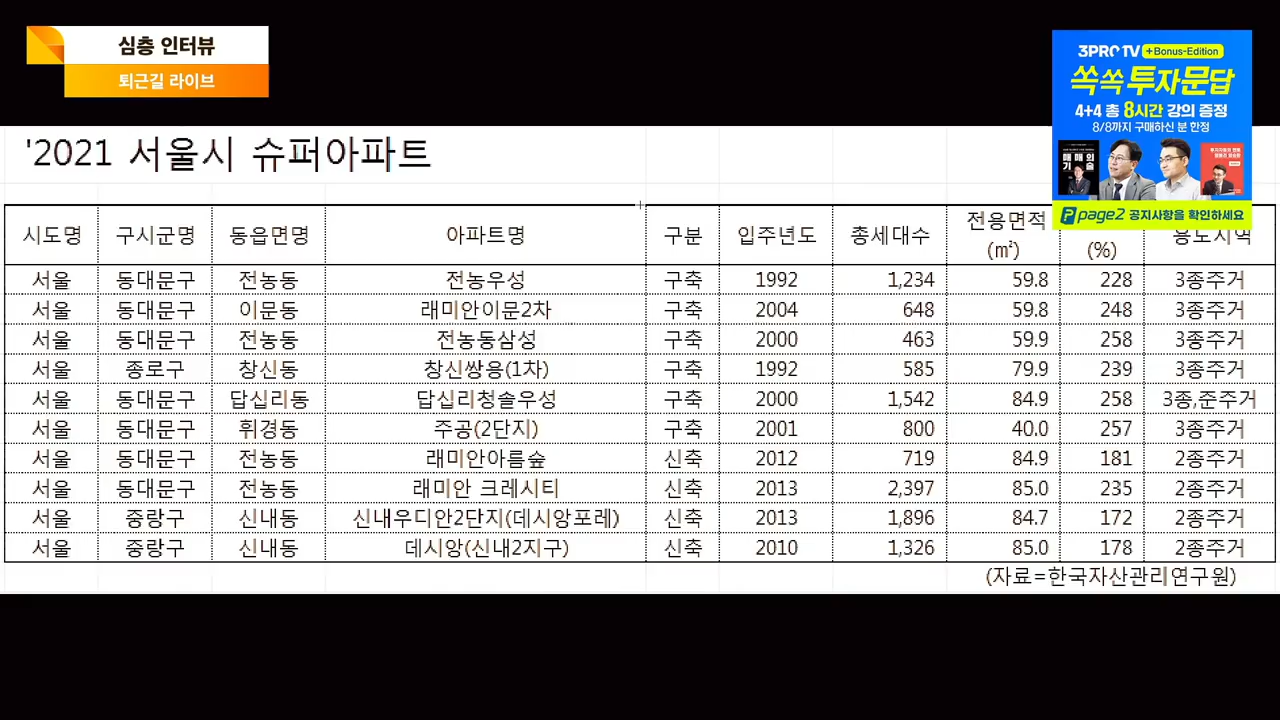 심층 인터뷰
퇴근길 라이브
3PROTV +Bonus-Edition
쏙쏙 투자문답
4+4 총 8시간 강의 증정
8/8까지 구매하신 분 한정
매매의
기술
page2 공지사항을 확인하세요
'2021 서울시 슈퍼아파트
시도명 구시군명 동읍면명 아파트명 구분 입주년도 총세대수 전용면적 (㎡) (%) 용도지역
서울 동대문구 전농동 전농우성 구축 1992 1,234 59.8 228 3종주거
서울 동대문구 이문동 래미안이문2차 구축 2004 648 59.8 248 3종주거
서울 동대문구 전농동 전농동삼성 구축 2000 463 59.9 258 3종주거
서울 종로구 창신동 창신쌍용(1차) 구축 1992 585 79.9 239 3종주거
서울 동대문구 답십리동 답십리청솔우성 구축 2000 1,542 84.9 258 3종,준주거
서울 동대문구 휘경동 주공(2단지) 구축 2001 800 40.0 257 3종주거
서울 동대문구 전농동 래미안아름숲 신축 2012 719 84.9 181 2종주거
서울 동대문구 전농동 래미안 크레시티 신축 2013 2,397 85.0 235 2종주거
서울 중랑구 신내동 신내우디안2단지(데시앙포레) 신축 2013 1,896 84.7 172 2종주거
서울 중랑구 신내동 데시앙(신내2지구) 신축 2010 1,326 85.0 178 2종주거
(자료=한국자산관리연구원)